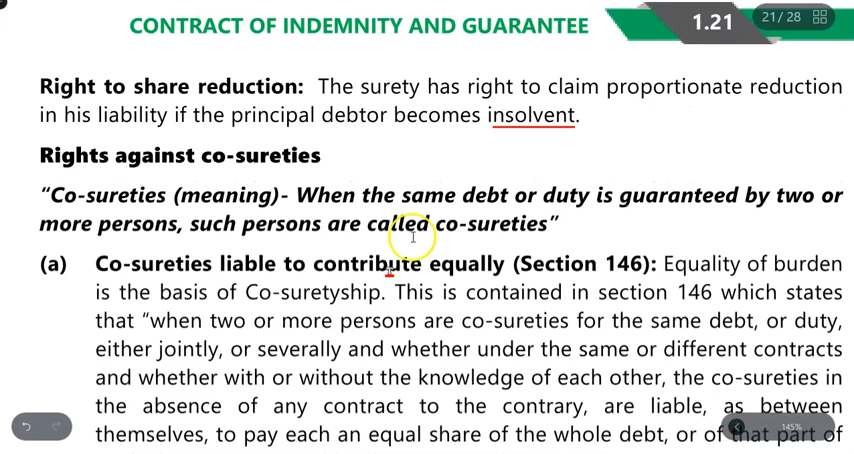 CONTRACT OF INDEMNITY AND GUARANTEE
1.21
21/ 28
Right to share reduction: The surety has right to claim proportionate reduction
in his liability if the principal debtor becomes insolvent.
Rights against co-sureties
“Co-sureties (meaning)- When the same debt or duty is guaranteed by two or
more persons, such persons are called co-sureties”
(a) Co-sureties liable to contribute equally (Section 146): Equality of burden
is the basis of Co-suretyship. This is contained in section 146 which states
that “when two or more persons are co-sureties for the same debt, or duty,
either jointly, or severally and whether under the same or different contracts
and whether with or without the knowledge of each other, the co-sureties in
the absence of any contract to the contrary, are liable, as between
themselves, to pay each an equal share of the whole debt, or of that part of
145%